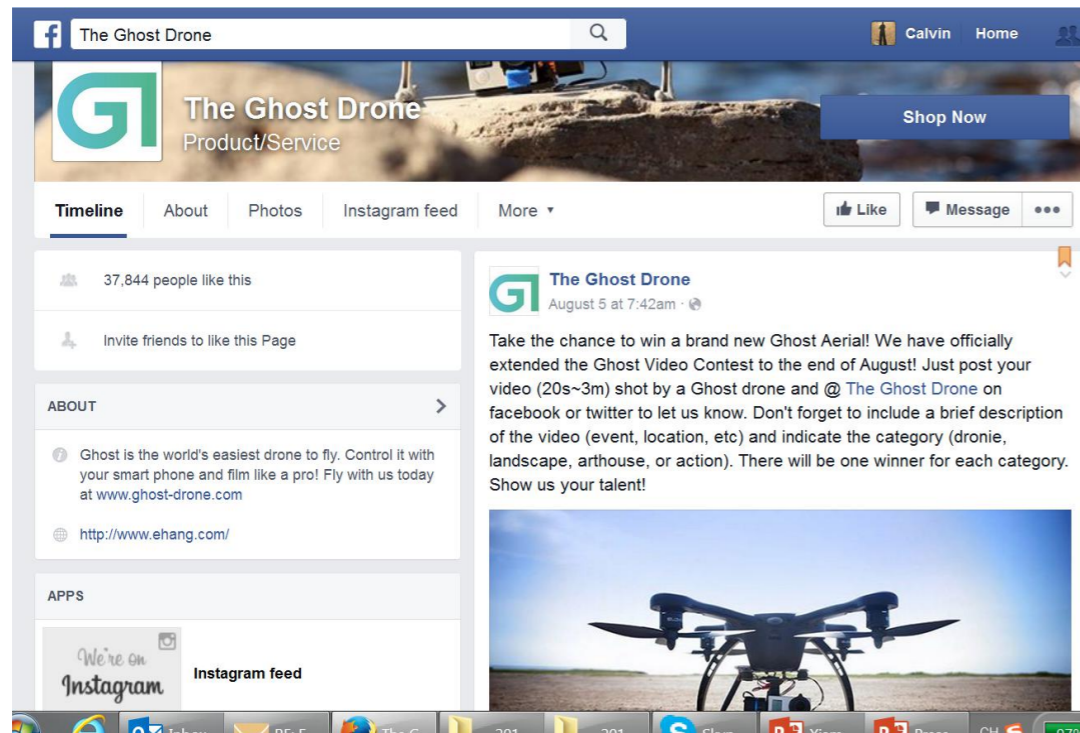 The Ghost Drone
Calvin
Home
The Ghost Drone
Product/Service
Shop Now
Timeline
About
Photos
Instagram feed
More
Like
Message
37,844 people like this
Invite friends to like this Page
ABOUT
Ghost is the world's easiest drone to fly. Control it with
your smart phone and film like a pro! Fly with us today
at www.ghost-drone.com
http://www.ehang.com/
APPS
We're on
Instagram
Instagram feed
The Ghost Drone
August 5 at 7:42am ·
Take the chance to win a brand new Ghost Aerial! We have officially
extended the Ghost Video Contest to the end of August! Just post your
video (20s~3m) shot by a Ghost drone and @ The Ghost Drone on
facebook or twitter to let us know. Don't forget to include a brief description
of the video (event, location, etc) and indicate the category (dronie,
landscape, arthouse, or action). There will be one winner for each category.
Show us your talent!
CH